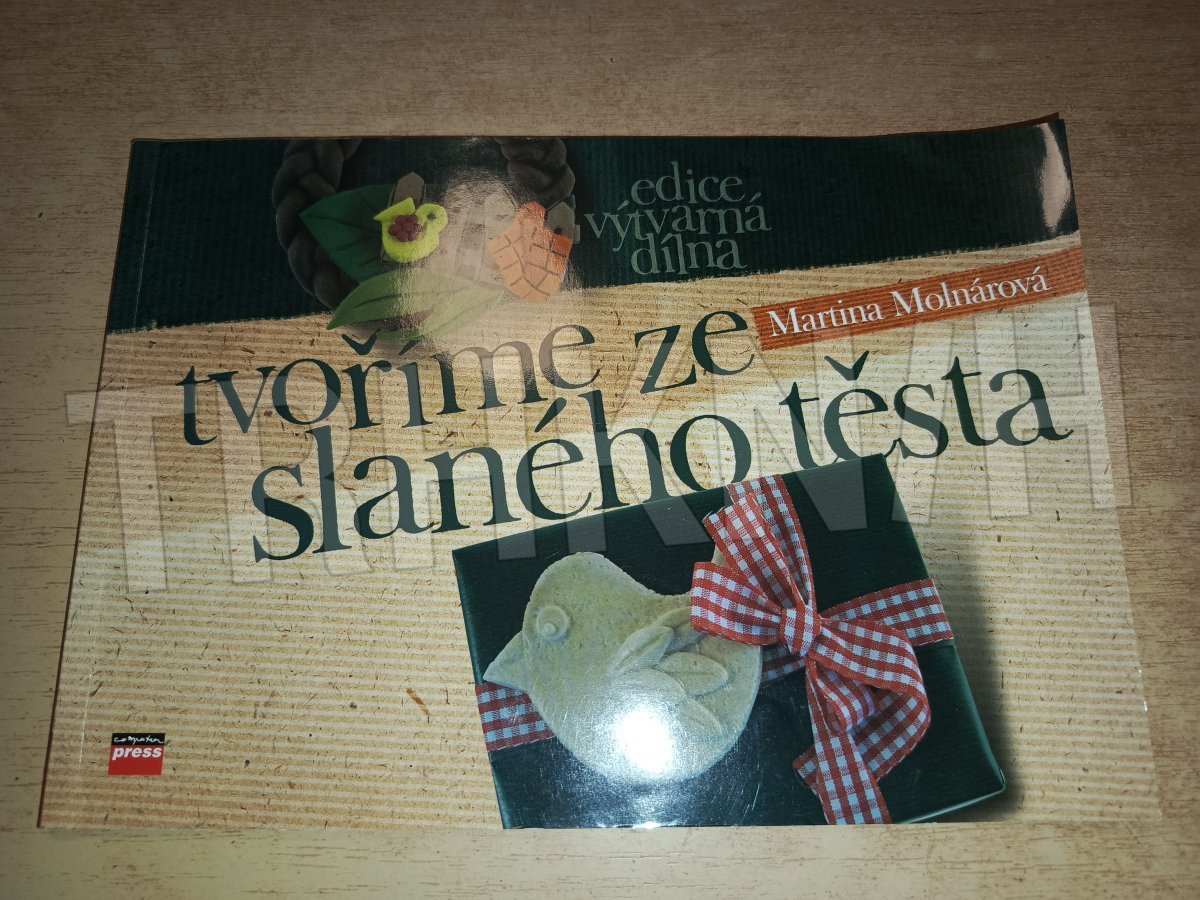 edice
výtvarná
dílna
Martina Molnárová
tvoříme ze
slaného těsta
computer
press